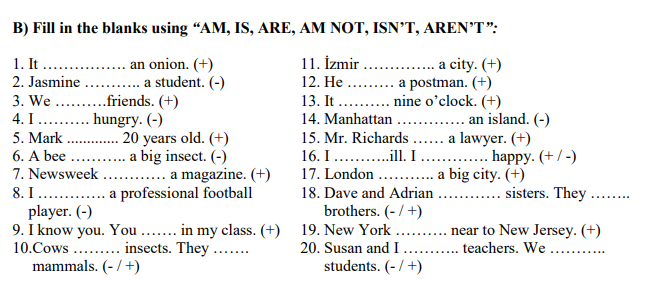 B) Fill in the blanks using “AM, IS, ARE, AM NOT, ISN’T, AREN’T”:
1. It ................ an onion. (+)
2. Jasmine ........... a student. (-)
3. We ..........friends. (+)
4. I.......... hungry. (-)
5. Mark .............. 20 years old. (+)
6. A bee ........... a big insect. (-)
7. Newsweek ............ a magazine. (+)
8. I............. a professional football
player. (-)
9. I know you. You ....... in my class. (+)
10.Cows ......... insects. They .......
mammals. (- / +)
11. İzmir .............. a city. (+)
12. He ......... a postman. (+)
13. It .......... nine o’clock. (+)
14. Manhattan ............. an island. (-)
15. Mr. Richards ...... a lawyer. (+)
16. I...........ill. I ............. happy. (+ / -)
17. London ........... a big city. (+)
18. Dave and Adrian ............ sisters. They ........
brothers. (- / +)
19. New York .......... near to New Jersey. (+)
20. Susan and I ........... teachers. We ...........
students. (- / +)